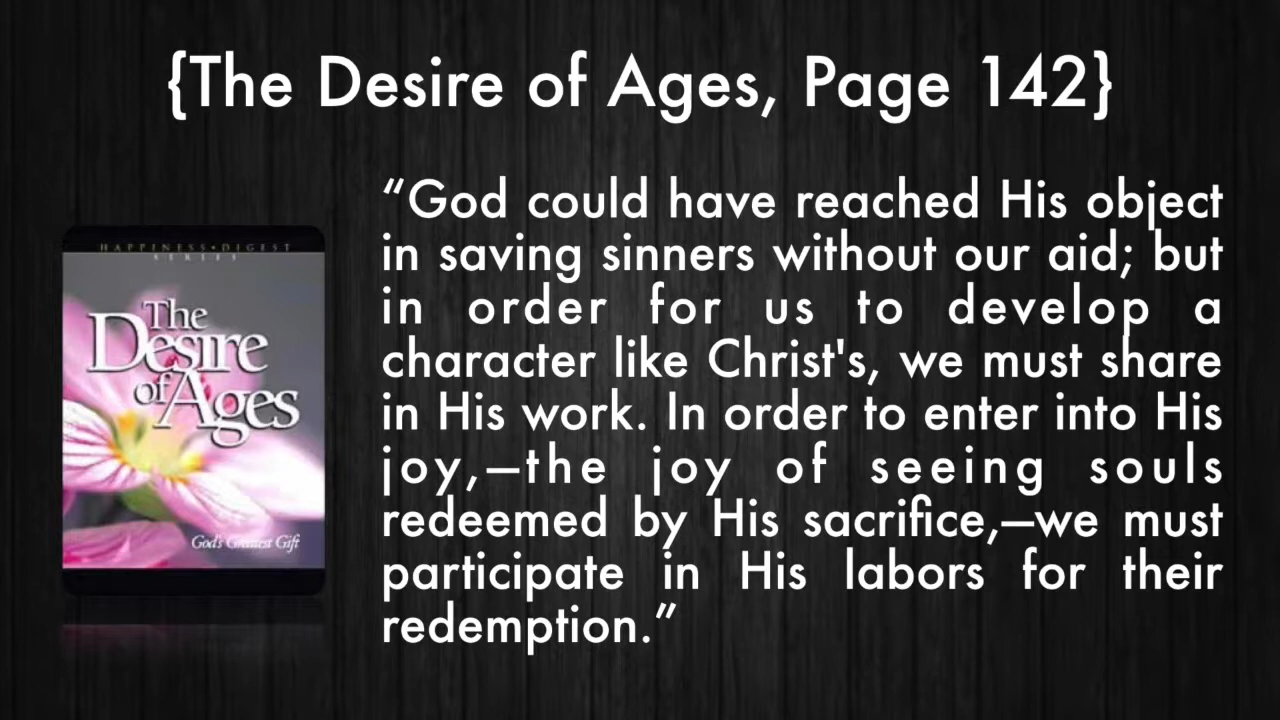 {The Desire of Ages, Page 142}
“God could have reached His object
in saving sinners without our aid; but
in order for us to develop a
character like Christ's, we must share
in His work. In order to enter into His
joy,—the joy of seeing souls
redeemed by His sacrifice,—we must
participate in His labors for their
redemption.”
HAPPINESS•DIGEST
SERIES
The
Desire
of Ages
God's Greatest Gift